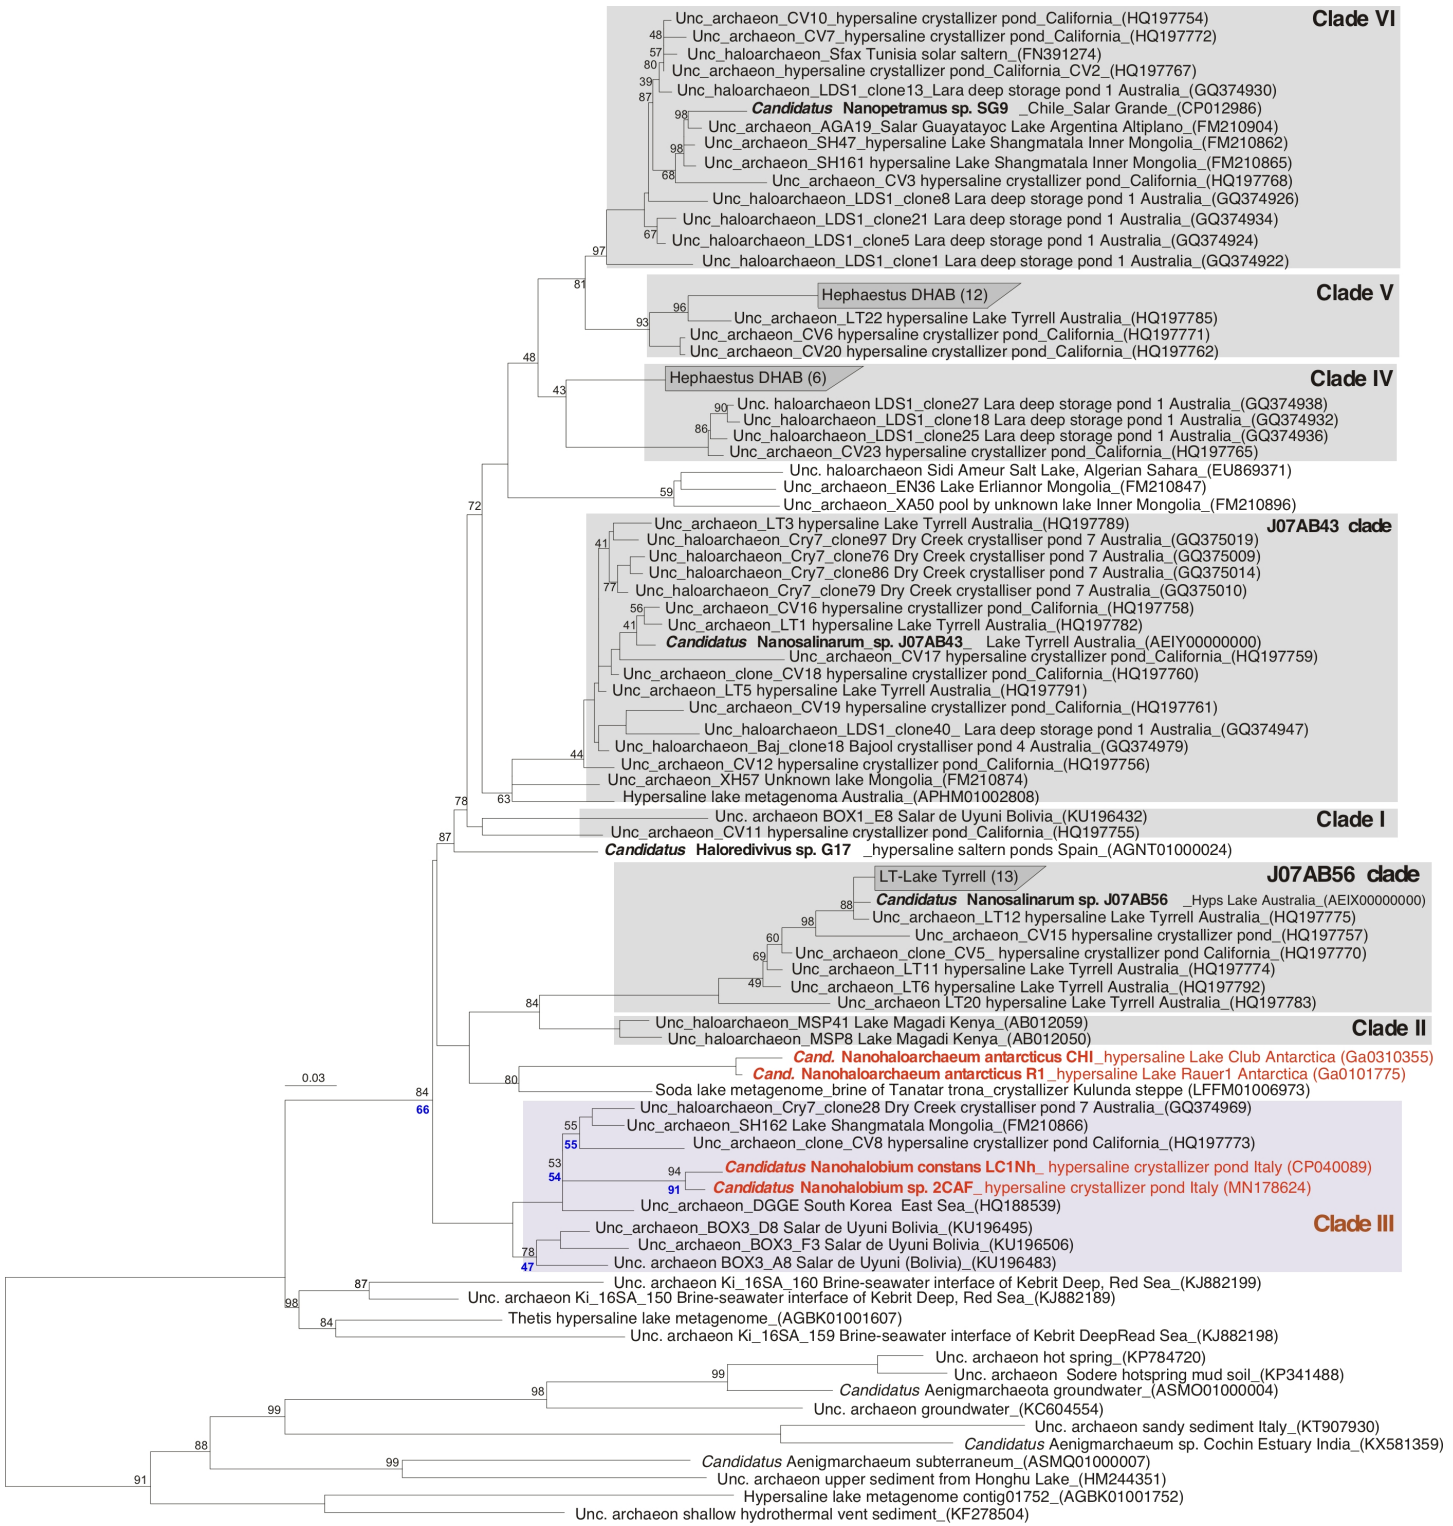 Unc_archaeon_CV10_hypersaline crystallizer pond_California_(HQ197754)
Clade VI
48 Unc_archaeon_CV7_hypersaline crystallizer pond_California_(HQ197772)
57 Unc_haloarchaeon_Sfax Tunisia solar saltern_(FN391274)
80 Unc_archaeon_hypersaline crystallizer pond_California_CV2_(HQ197767)
39 Unc_haloarchaeon_LDS1_clone13_Lara deep storage pond 1 Australia_(GQ374930)
87
Candidatus Nanopetramus sp. SG9 _Chile_Salar Grande_(CP012986)
98
Unc_archaeon_AGA19_Salar Guayatayoc Lake Argentina Altiplano_(FM210904)
Unc_archaeon_SH47_hypersaline Lake Shangmatala Inner Mongolia_(FM210862)
98
Unc_archaeon_SH161 hypersaline Lake Shangmatala Inner Mongolia_(FM210865)
68
Unc_archaeon_CV3 hypersaline crystallizer pond_California_(HQ197768)
Unc_haloarchaeon_LDS1_clone8 Lara deep storage pond 1 Australia_(GQ374926)
Unc_haloarchaeon_LDS1_clone21 Lara deep storage pond 1 Australia_(GQ374934)
67
Unc_haloarchaeon_LDS1_clone5 Lara deep storage pond 1 Australia_(GQ374924)
97
Unc_haloarchaeon_LDS1_clone1 Lara deep storage pond 1 Australia_(GQ374922)
81
Hephaestus DHAB (12)
Clade V
96
Unc_archaeon_LT22 hypersaline Lake Tyrrell Australia_(HQ197785)
93
Unc_archaeon_CV6 hypersaline crystallizer pond_California_(HQ197771)
Unc_archaeon_CV20 hypersaline crystallizer pond_California_(HQ197762)
48
Hephaestus DHAB (6)
Clade IV
43
90 Unc. haloarchaeon LDS1_clone27 Lara deep storage pond 1 Australia_(GQ374938)
Unc_haloarchaeon_LDS1_clone18 Lara deep storage pond 1 Australia_(GQ374932)
86
Unc_haloarchaeon_LDS1_clone25 Lara deep storage pond 1 Australia_(GQ374936)
Unc_archaeon_CV23 hypersaline crystallizer pond_California_(HQ197765)
Unc. haloarchaeon Sidi Ameur Salt Lake, Algerian Sahara_(EU869371)
59 Unc_archaeon_EN36 Lake Erliannor Mongolia_(FM210847)
Unc_archaeon_XA50 pool by unknown lake Inner Mongolia_(FM210896)
72
Unc_archaeon_LT3 hypersaline Lake Tyrrell Australia_(HQ197789)
J07AB43 clade
41 Unc_haloarchaeon_Cry7_clone97 Dry Creek crystalliser pond 7 Australia_(GQ375019)
Unc_haloarchaeon_Cry7_clone76 Dry Creek crystalliser pond 7 Australia_(GQ375009)
Unc_haloarchaeon_Cry7_clone86 Dry Creek crystalliser pond 7 Australia_(GQ375014)
77
Unc_haloarchaeon_Cry7_clone79 Dry Creek crystalliser pond 7 Australia_(GQ375010)
56 Unc_archaeon_CV16 hypersaline crystallizer pond_California_(HQ197758)
41 Unc_archaeon_LT1 hypersaline Lake Tyrrell Australia_(HQ197782)
Candidatus Nanosalinarum_sp. J07AB43_ Lake Tyrrell Australia_(AEIY00000000)
Unc_archaeon_CV17 hypersaline crystallizer pond_California_(HQ197759)
Unc_archaeon_clone_CV18 hypersaline crystallizer pond_California_(HQ197760)
Unc_archaeon_LT5 hypersaline Lake Tyrrell Australia_(HQ197791)
Unc_archaeon_CV19 hypersaline crystallizer pond_California_(HQ197761)
Unc_haloarchaeon_LDS1_clone40_ Lara deep storage pond 1 Australia_(GQ374947)
Unc_haloarchaeon_Baj_clone18 Bajool crystalliser pond 4 Australia_(GQ374979)
44
Unc_archaeon_CV12 hypersaline crystallizer pond_California_(HQ197756)
Unc_archaeon_XH57 Unknown lake Mongolia_(FM210874)
63
Hypersaline lake metagenoma Australia_(APHM01002808)
78
Unc. archaeon BOX1_E8 Salar de Uyuni Bolivia_(KU196432)
Clade I
Unc_archaeon_CV11 hypersaline crystallizer pond_California_(HQ197755)
87
Candidatus Haloredivivus sp. G17 _hypersaline saltern ponds Spain_(AGNT01000024)
LT-Lake Tyrrell (13)
J07AB56 clade
88
Candidatus Nanosalinarum sp. J07AB56 _Hyps Lake Australia_(AEIX00000000)
98
Unc_archaeon_LT12 hypersaline Lake Tyrrell Australia_(HQ197775)
60
Unc_archaeon_CV15 hypersaline crystallizer pond_(HQ197757)
69
Unc_archaeon_clone_CV5_ hypersaline crystallizer pond California_(HQ197770)
Unc_archaeon_LT11 hypersaline Lake Tyrrell Australia_(HQ197774)
49
Unc_archaeon_LT6 hypersaline Lake Tyrrell Australia_(HQ197792)
84
Unc_archaeon LT20 hypersaline Lake Tyrrell Australia_(HQ197783)
Unc_haloarchaeon_MSP41 Lake Magadi Kenya_(AB012059)
Clade II
Unc_haloarchaeon_MSP8 Lake Magadi Kenya_(AB012050)
Cand. Nanohaloarchaeum antarcticus CHI_hypersaline Lake Club Antarctica (Ga0310355)
0.03
80
Cand. Nanohaloarchaeum antarcticus R1_hypersaline Lake Rauer1 Antarctica (Ga0101775)
Soda lake metagenome_brine of Tanatar trona_crystallizer Kulunda steppe (LFFM01006973)
84
66
Unc_haloarchaeon_Cry7_clone28 Dry Creek crystalliser pond 7 Australia_(GQ374969)
55 Unc_archaeon_SH162 Lake Shangmatala Mongolia_(FM210866)
55 Unc_archaeon_clone_CV8 hypersaline crystallizer pond California_(HQ197773)
53
54
94 Candidatus Nanohalobium constans LC1Nh_ hypersaline crystallizer pond Italy (CP040089)
91 Candidatus Nanohalobium sp. 2CAF_hypersaline crystallizer pond Italy (MN178624)
Unc_archaeon_DGGE South Korea East Sea_(HQ188539)
Clade III
Unc_archaeon_BOX3_D8 Salar de Uyuni Bolivia_(KU196495)
78 Unc_archaeon_BOX3_F3 Salar de Uyuni Bolivia_(KU196506)
47 Unc. archaeon BOX3_A8 Salar de Uyuni (Bolivia)_(KU196483)
87 Unc. archaeon Ki_16SA_160 Brine-seawater interface of Kebrit Deep, Red Sea_(KJ882199)
98 Unc. archaeon Ki_16SA_150 Brine-seawater interface of Kebrit Deep, Red Sea_(KJ882189)
84 Thetis hypersaline lake metagenome_(AGBK01001607)
Unc. archaeon Ki_16SA_159 Brine-seawater interface of Kebrit DeepRead Sea_(KJ882198)
Unc. archaeon hot spring_(KP784720)
99
Unc. archaeon Sodere hotspring mud soil_(KP341488)
98
Candidatus Aenigmarchaeota groundwater_(ASMO01000004)
99
Unc. archaeon groundwater_(KC604554)
Unc. archaeon sandy sediment Italy_(KT907930)
88
Candidatus Aenigmarchaeum sp. Cochin Estuary India_(KX581359)
99
Candidatus Aenigmarchaeum subterraneum_(ASMQ01000007)
91
Unc. archaeon upper sediment from Honghu Lake_(HM244351)
Hypersaline lake metagenome contig01752_(AGBK01001752)
Unc. archaeon shallow hydrothermal vent sediment_(KF278504)